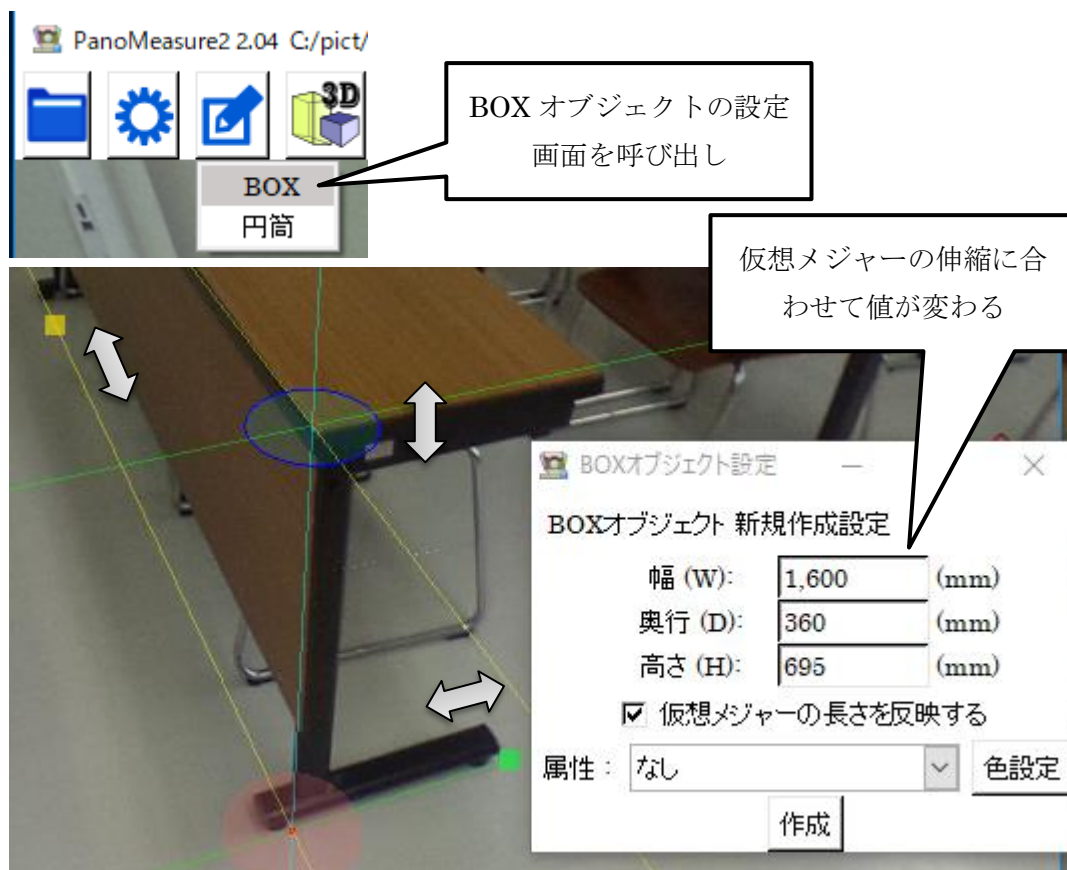 PanoMeasure2 2.04 C:/pict/
3D
BOX オブジェクトの設定
画面を呼び出し
BOX
円筒
仮想メジャーの伸縮に合
わせて値が変わる
BOXオブジェクト設定
BOXオブジェクト 新規作成設定
幅 (W): 1,600 (mm)
奥行 (D): 360 (mm)
高さ (H): 695 (mm)
仮想メジャーの長さを反映する
属性： なし 色設定
作成